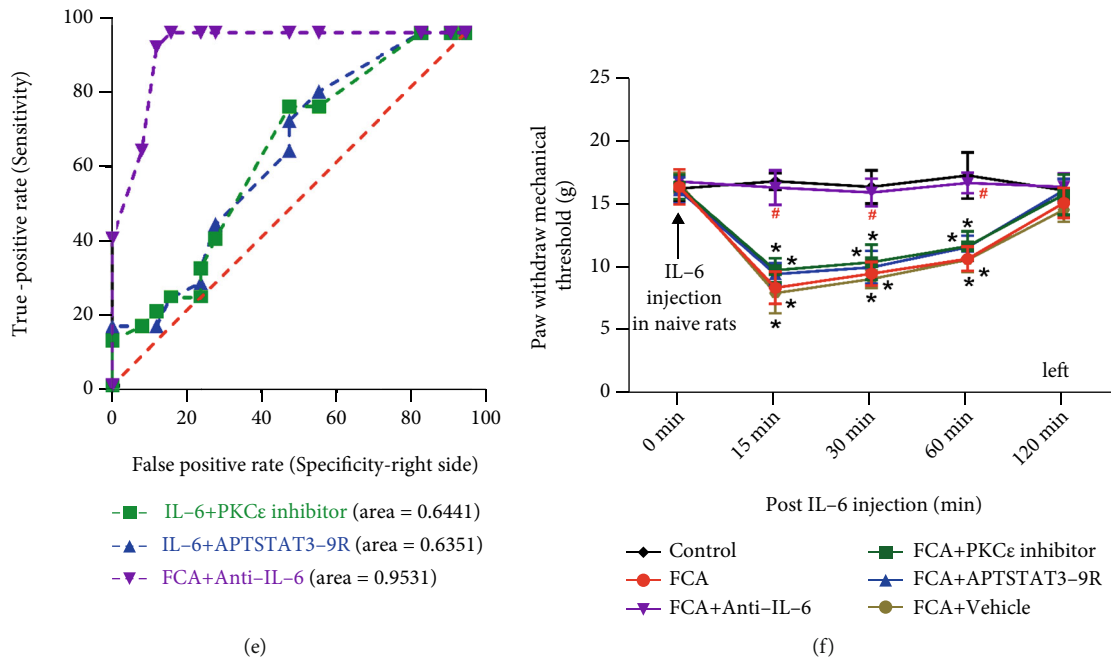 100
80
60
40
20
0
True -positive rate (Sensitivity)
0
20
40
60
80
100
False positive rate (Specificity-right side)
IL–6+PKCε inhibitor (area = 0.6441)
IL–6+APTSTAT3–9R (area = 0.6351)
FCA+Anti–IL–6 (area = 0.9531)
(e)
25
20
15
10
5
0
Paw withdraw mechanical
threshold (g)
IL–6
injection
in naive rats
#
#
#
*
*
*
*
*
*
*
*
*
*
*
*
left
0 min
15 min
30 min
60 min
120 min
Post IL–6 injection (min)
Control
FCA
FCA+Anti–IL–6
FCA+PKCε inhibitor
FCA+APTSTAT3–9R
FCA+Vehicle
(f)